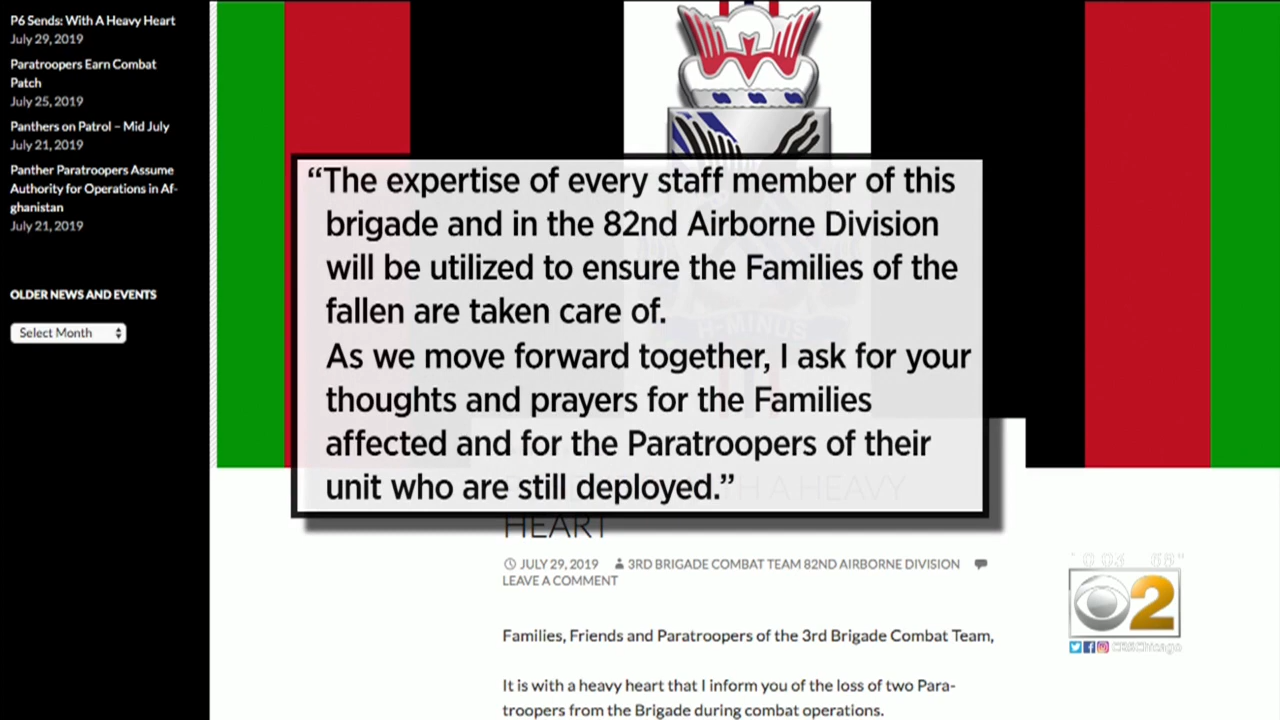 P6 Sends: With A Heavy Heart
July 29, 2019
Paratroopers Earn Combat
Patch
July 25, 2019
Panthers on Patrol – Mid July
July 21, 2019
Panther Paratroopers Assume
Authority for Operations in Af-
ghanistan
July 21, 2019
OLDER NEWS AND EVENTS
Select Month
“The expertise of every staff member of this
brigade and in the 82nd Airborne Division
will be utilized to ensure the Families of the
fallen are taken care of.
As we move forward together, I ask for your
thoughts and prayers for the Families
affected and for the Paratroopers of their
unit who are still deployed.”
H-MINUS
WITH A HEAVY
HEART
JULY 29, 2019 3RD BRIGADE COMBAT TEAM 82ND AIRBORNE DIVISION
LEAVE A COMMENT
Families, Friends and Paratroopers of the 3rd Brigade Combat Team,
It is with a heavy heart that I inform you of the loss of two Para-
troopers from the Brigade during combat operations.
2
CBSChicago